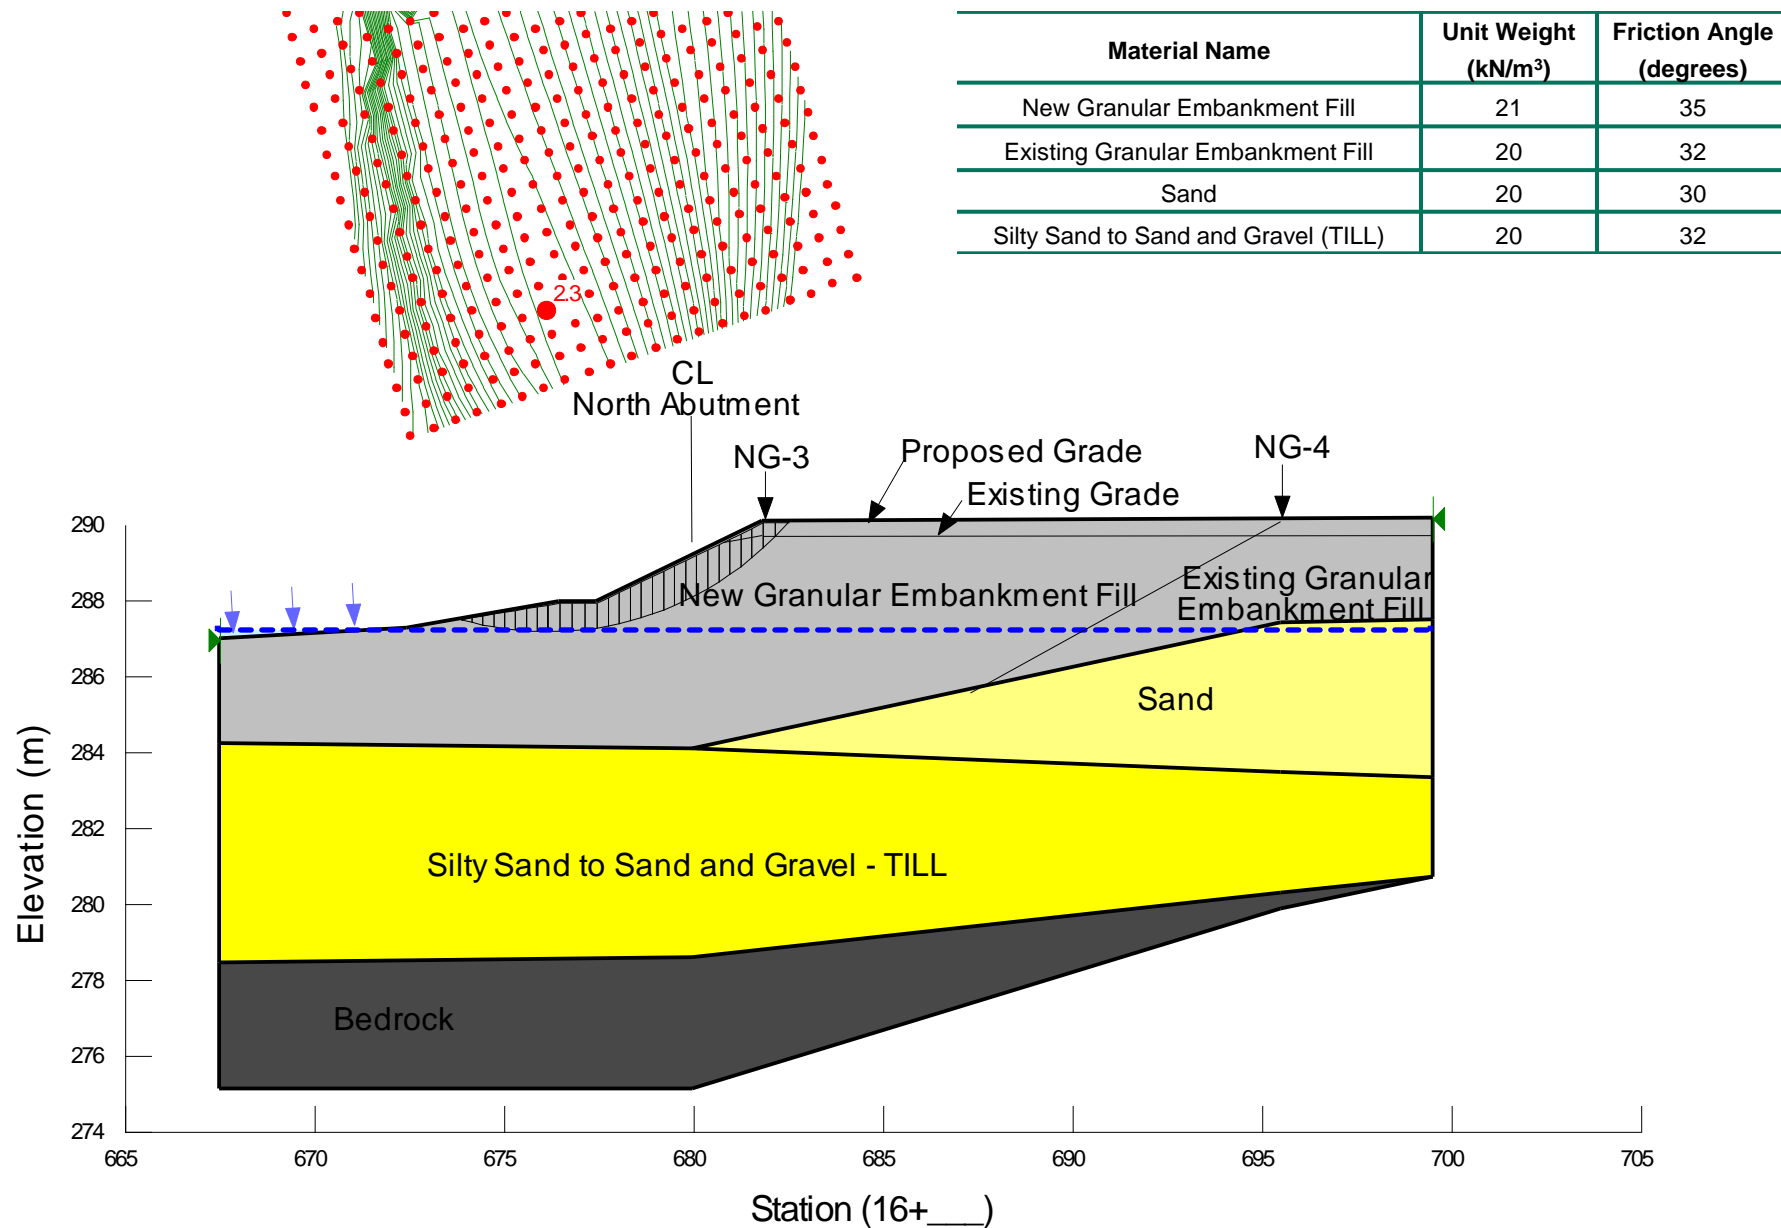 Material Name Unit Weight (kN/m³) Friction Angle (degrees)
New Granular Embankment Fill 21 35
Existing Granular Embankment Fill 20 32
Sand 20 30
Silty Sand to Sand and Gravel (TILL) 20 32
2.3
CL
North Abutment
NG-3
Proposed Grade
Existing Grade
NG-4
New Granular Embankment Fill
Existing Granular
Embankment Fill
Sand
Silty Sand to Sand and Gravel - TILL
Bedrock
Elevation (m)
290
288
286
284
282
280
278
276
274
665 670 675 680 685 690 695 700 705
Station (16+___)